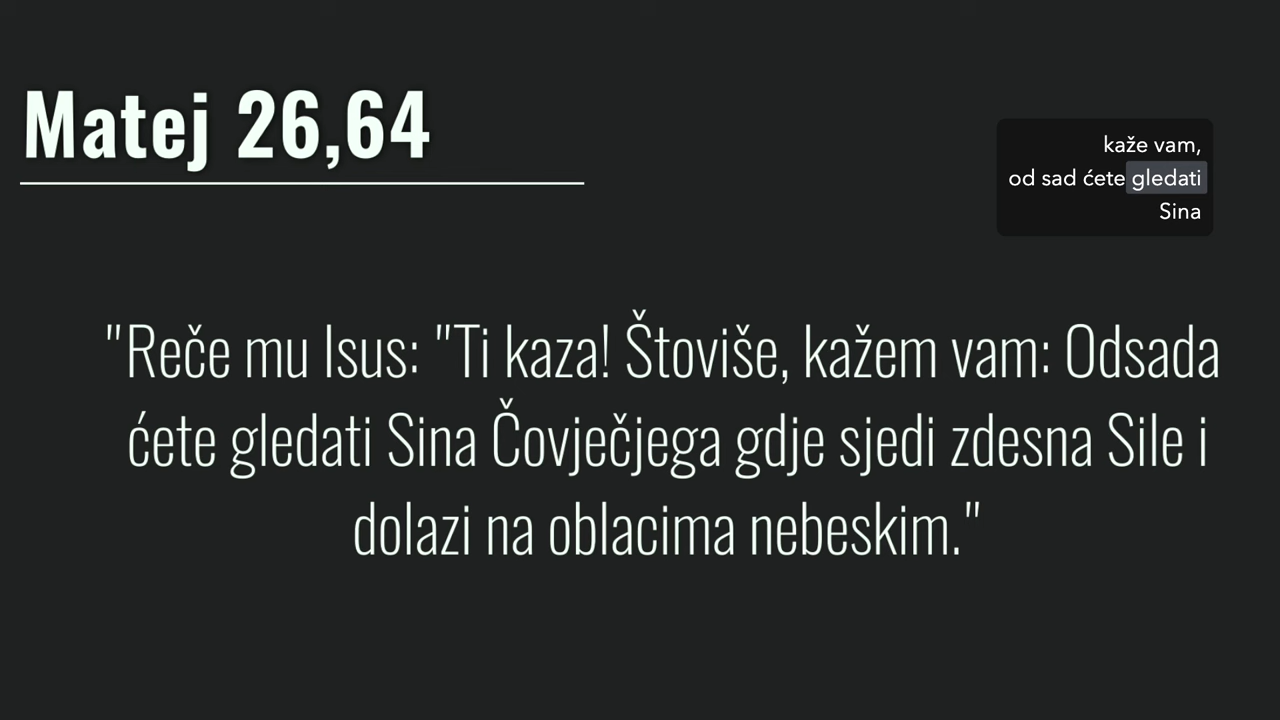 Matej 26,64
kaže vam,
od sad ćete gledati
Sina
"Reče mu Isus: "Ti kaza! Štoviše, kažem vam: Odsada
ćete gledati Sina Čovječjega gdje sjedi zdesna Sile i
dolazi na oblacima nebeskim."